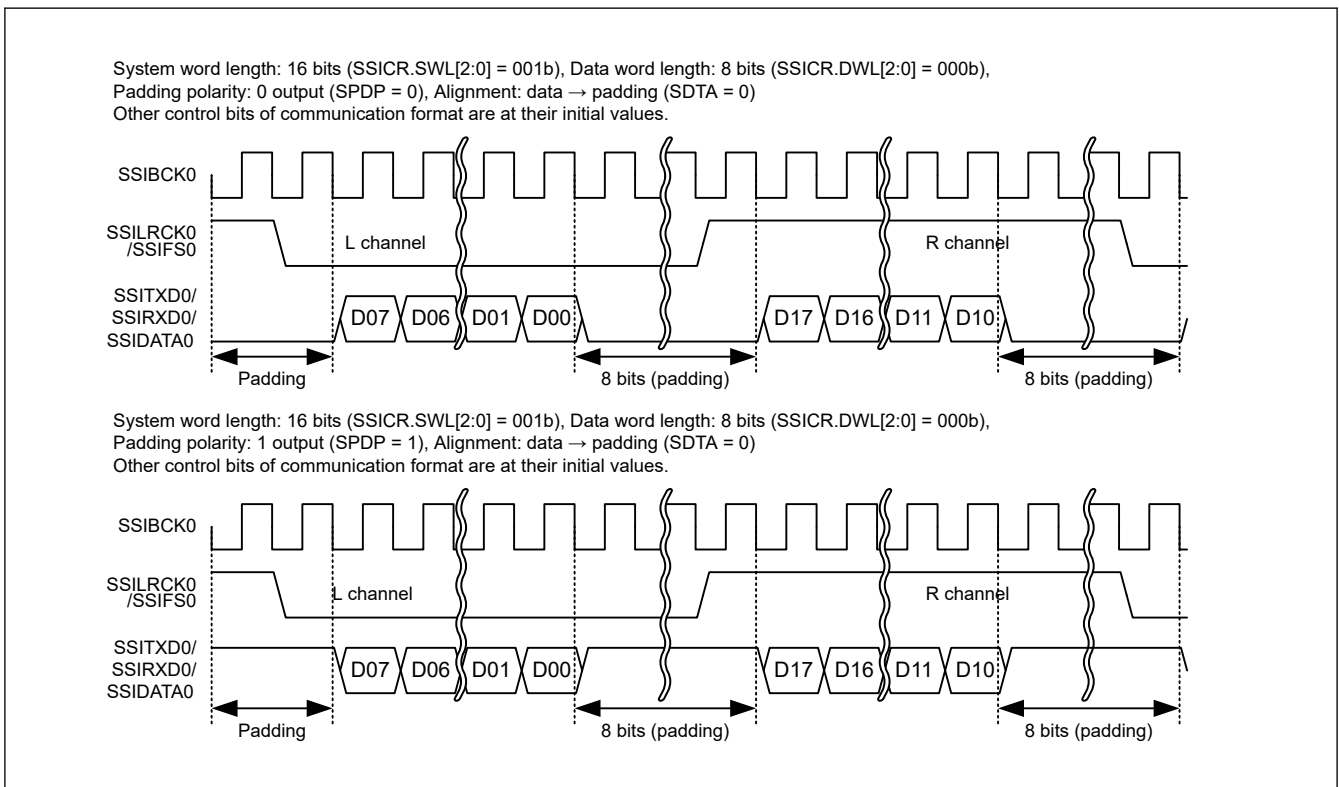 System word length: 16 bits (SSICR.SWL[2:0] = 001b), Data word length: 8 bits (SSICR.DWL[2:0] = 000b),
Padding polarity: 0 output (SPDP = 0), Alignment: data → padding (SDTA = 0)
Other control bits of communication format are at their initial values.
SSIBCK0
SSILRCK0
/SSIFS0
L channel
R channel
SSITXD0/
SSIRXD0/
SSIDATA0
D07 D06 D01 D00 D17 D16 D11 D10
Padding
8 bits (padding)
8 bits (padding)
System word length: 16 bits (SSICR.SWL[2:0] = 001b), Data word length: 8 bits (SSICR.DWL[2:0] = 000b),
Padding polarity: 1 output (SPDP = 1), Alignment: data → padding (SDTA = 0)
Other control bits of communication format are at their initial values.
SSIBCK0
SSILRCK0
/SSIFS0
L channel
R channel
SSITXD0/
SSIRXD0/
SSIDATA0
D07 D06 D01 D00 D17 D16 D11 D10
Padding
8 bits (padding)
8 bits (padding)